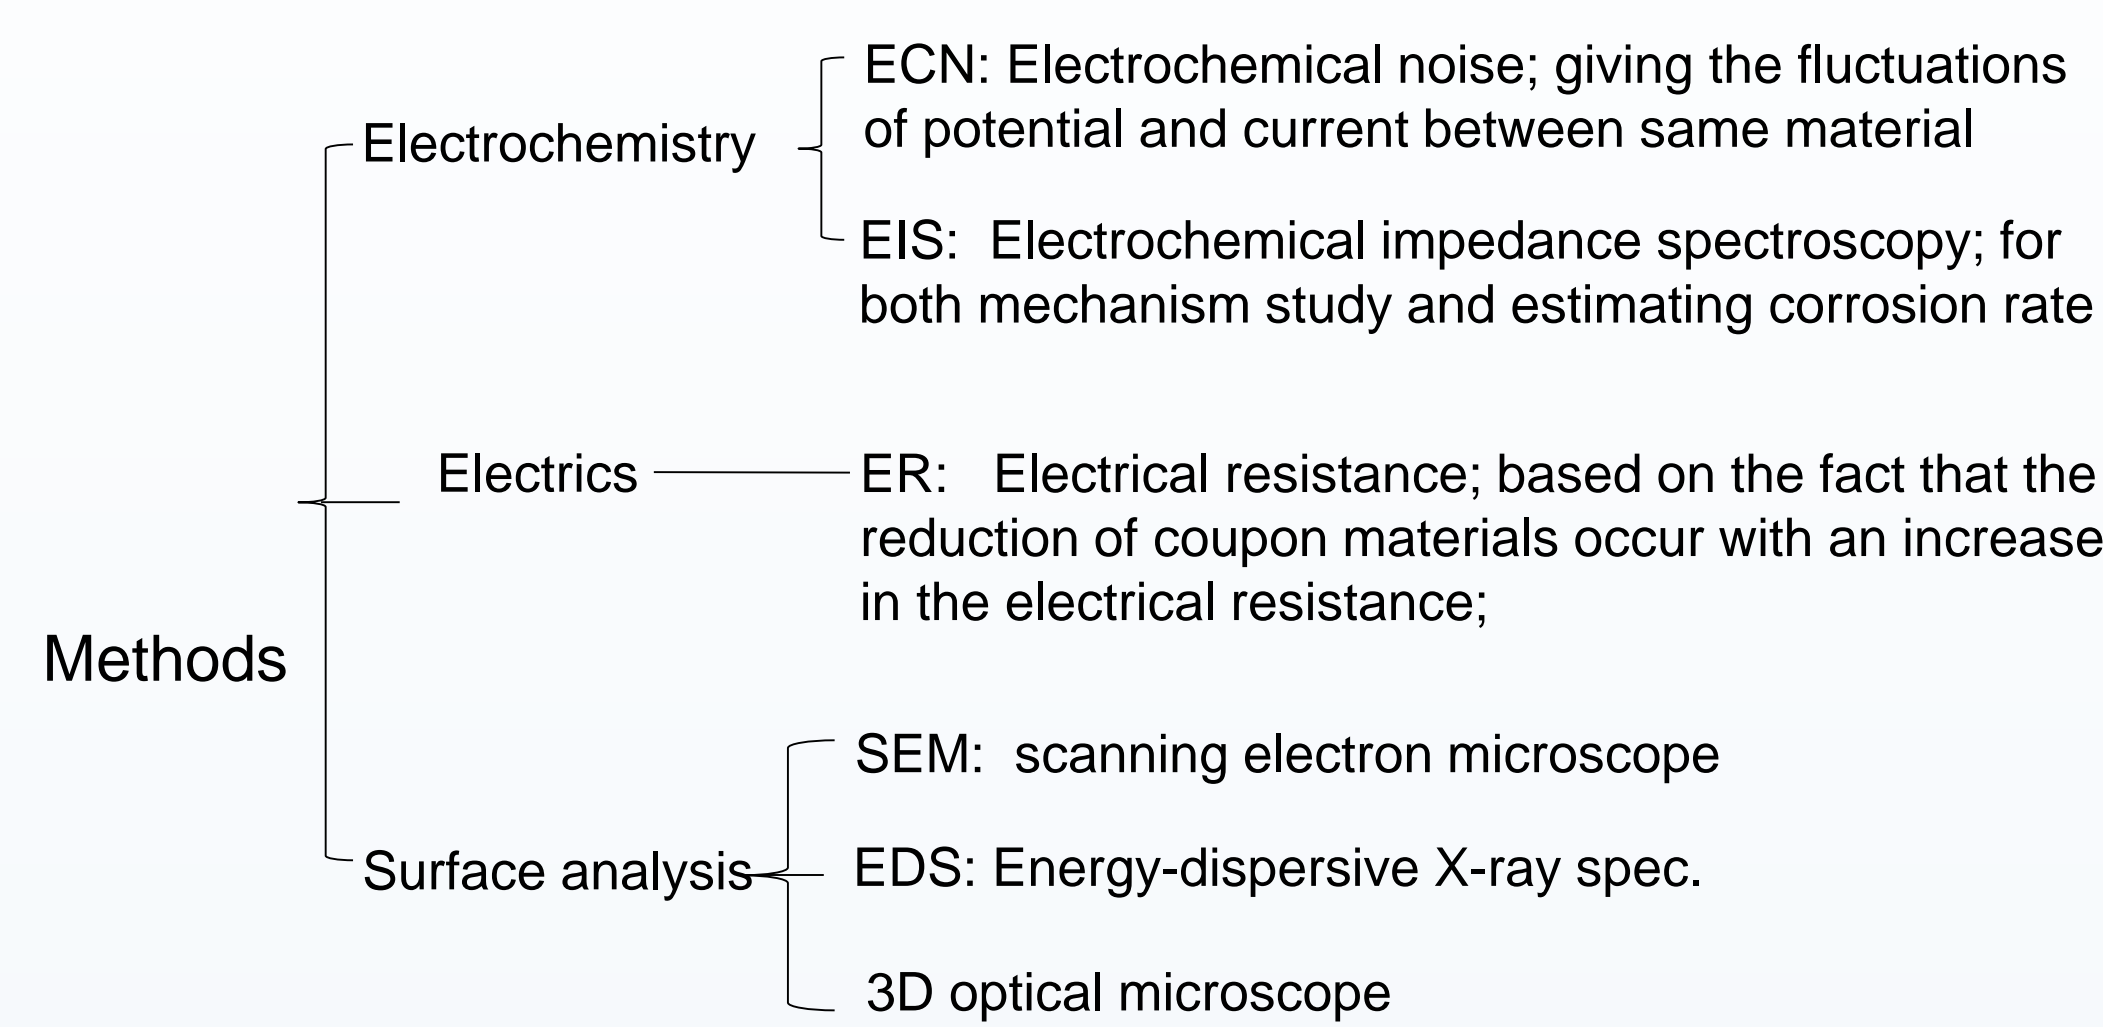 Methods
Electrochemistry
ECN: Electrochemical noise; giving the fluctuations
of potential and current between same material
EIS:  Electrochemical impedance spectroscopy; for
both mechanism study and estimating corrosion rate
Electrics
ER:   Electrical resistance; based on the fact that the
reduction of coupon materials occur with an increase
in the electrical resistance;
Surface analysis
SEM:  scanning electron microscope
EDS: Energy-dispersive X-ray spec.
3D optical microscope